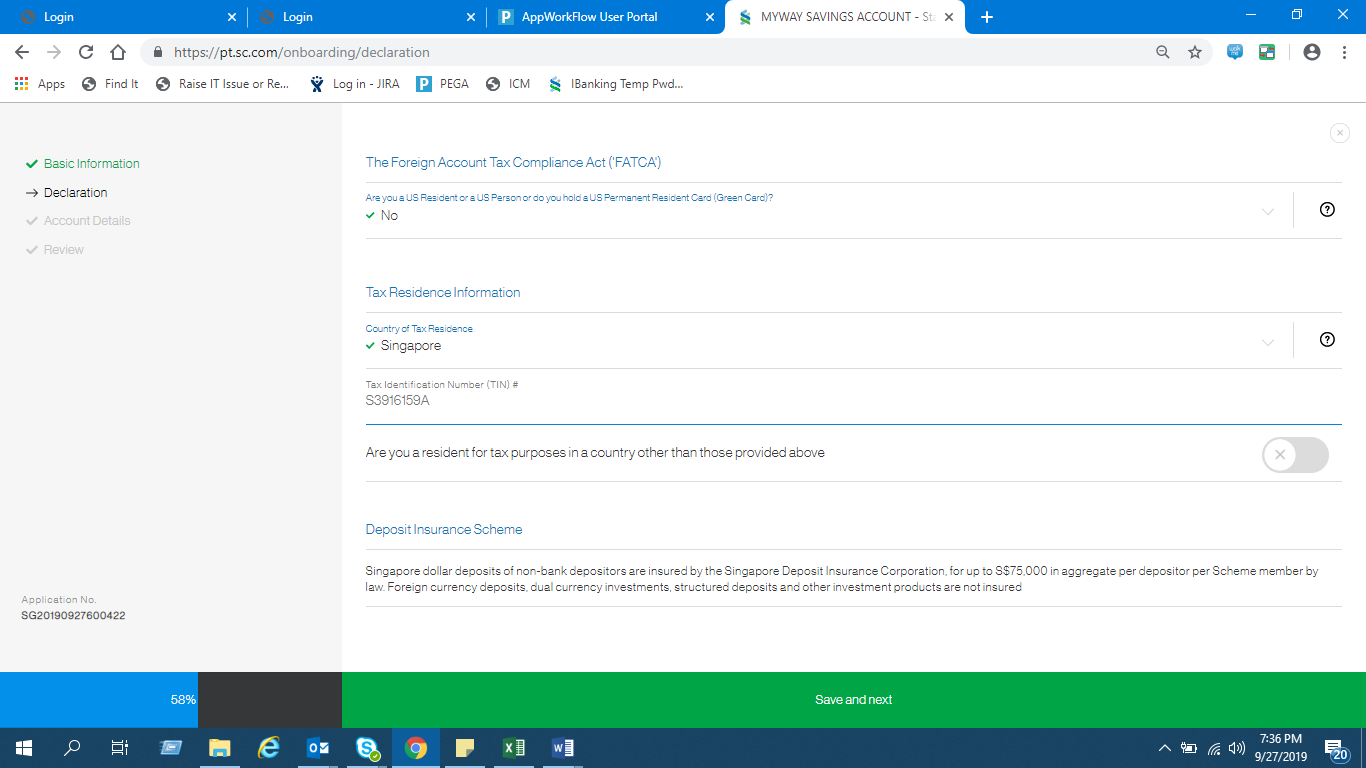 Login
Login
AppWorkFlow User Portal
MYWAY SAVINGS ACCOUNT - Sta
https://pt.sc.com/onboarding/declaration
Apps
Find It
Raise IT Issue or Re...
Log in - JIRA
PEGA
ICM
IBanking Temp Pwd...
Basic Information
Declaration
Account Details
Review
The Foreign Account Tax Compliance Act ('FATCA')
Are you a US Resident or a US Person or do you hold a US Permanent Resident Card (Green Card)?
No
Tax Residence Information
Country of Tax Residence
Singapore
Tax Identification Number (TIN) #
S3916159A
Are you a resident for tax purposes in a country other than those provided above
Deposit Insurance Scheme
Singapore dollar deposits of non-bank depositors are insured by the Singapore Deposit Insurance Corporation, for up to S$75,000 in aggregate per depositor per Scheme member by
law. Foreign currency deposits, dual currency investments, structured deposits and other investment products are not insured
Application No.
SG20190927600422
58%
Save and next
7:36 PM
9/27/2019
20